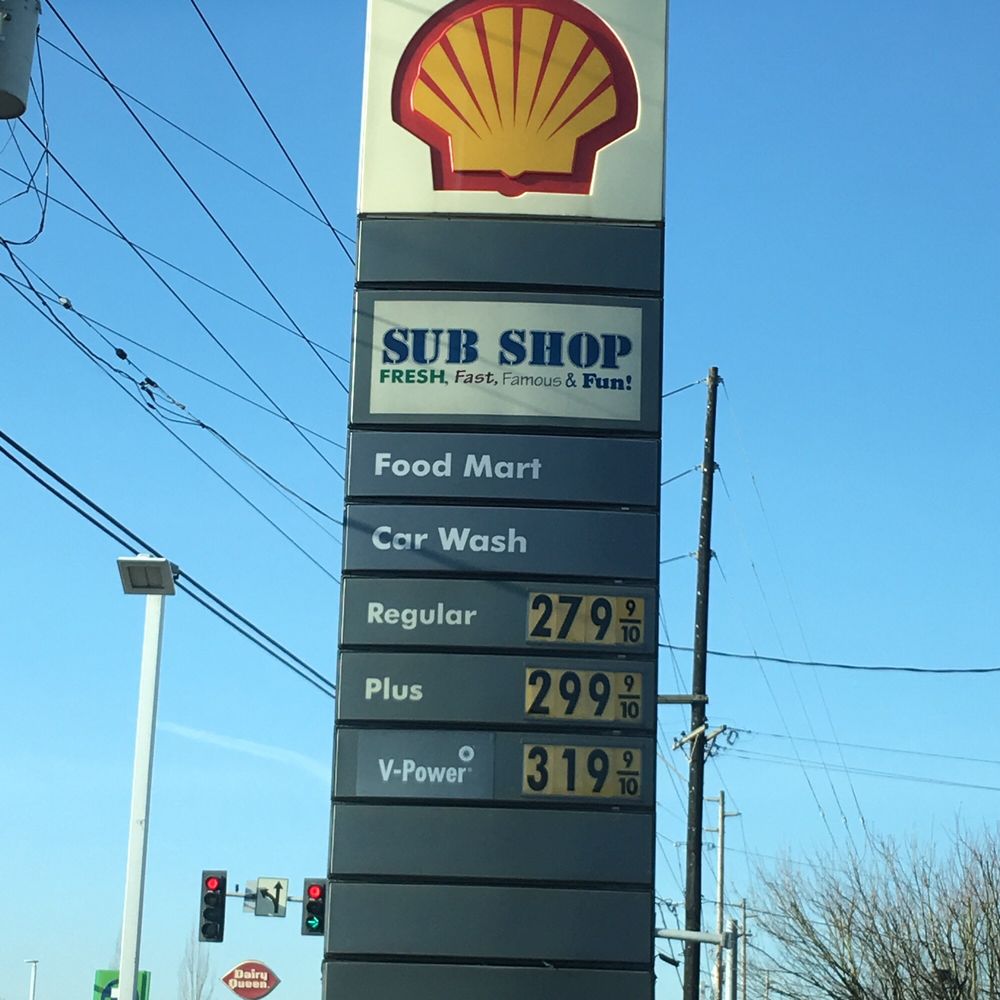 SUB SHOP
FRESH, Fast, Famous & Fun!
Food Mart
Car Wash
Regular 279 9/10
Plus 299 9/10
V-Power 319 9/10
Dairy
Queen